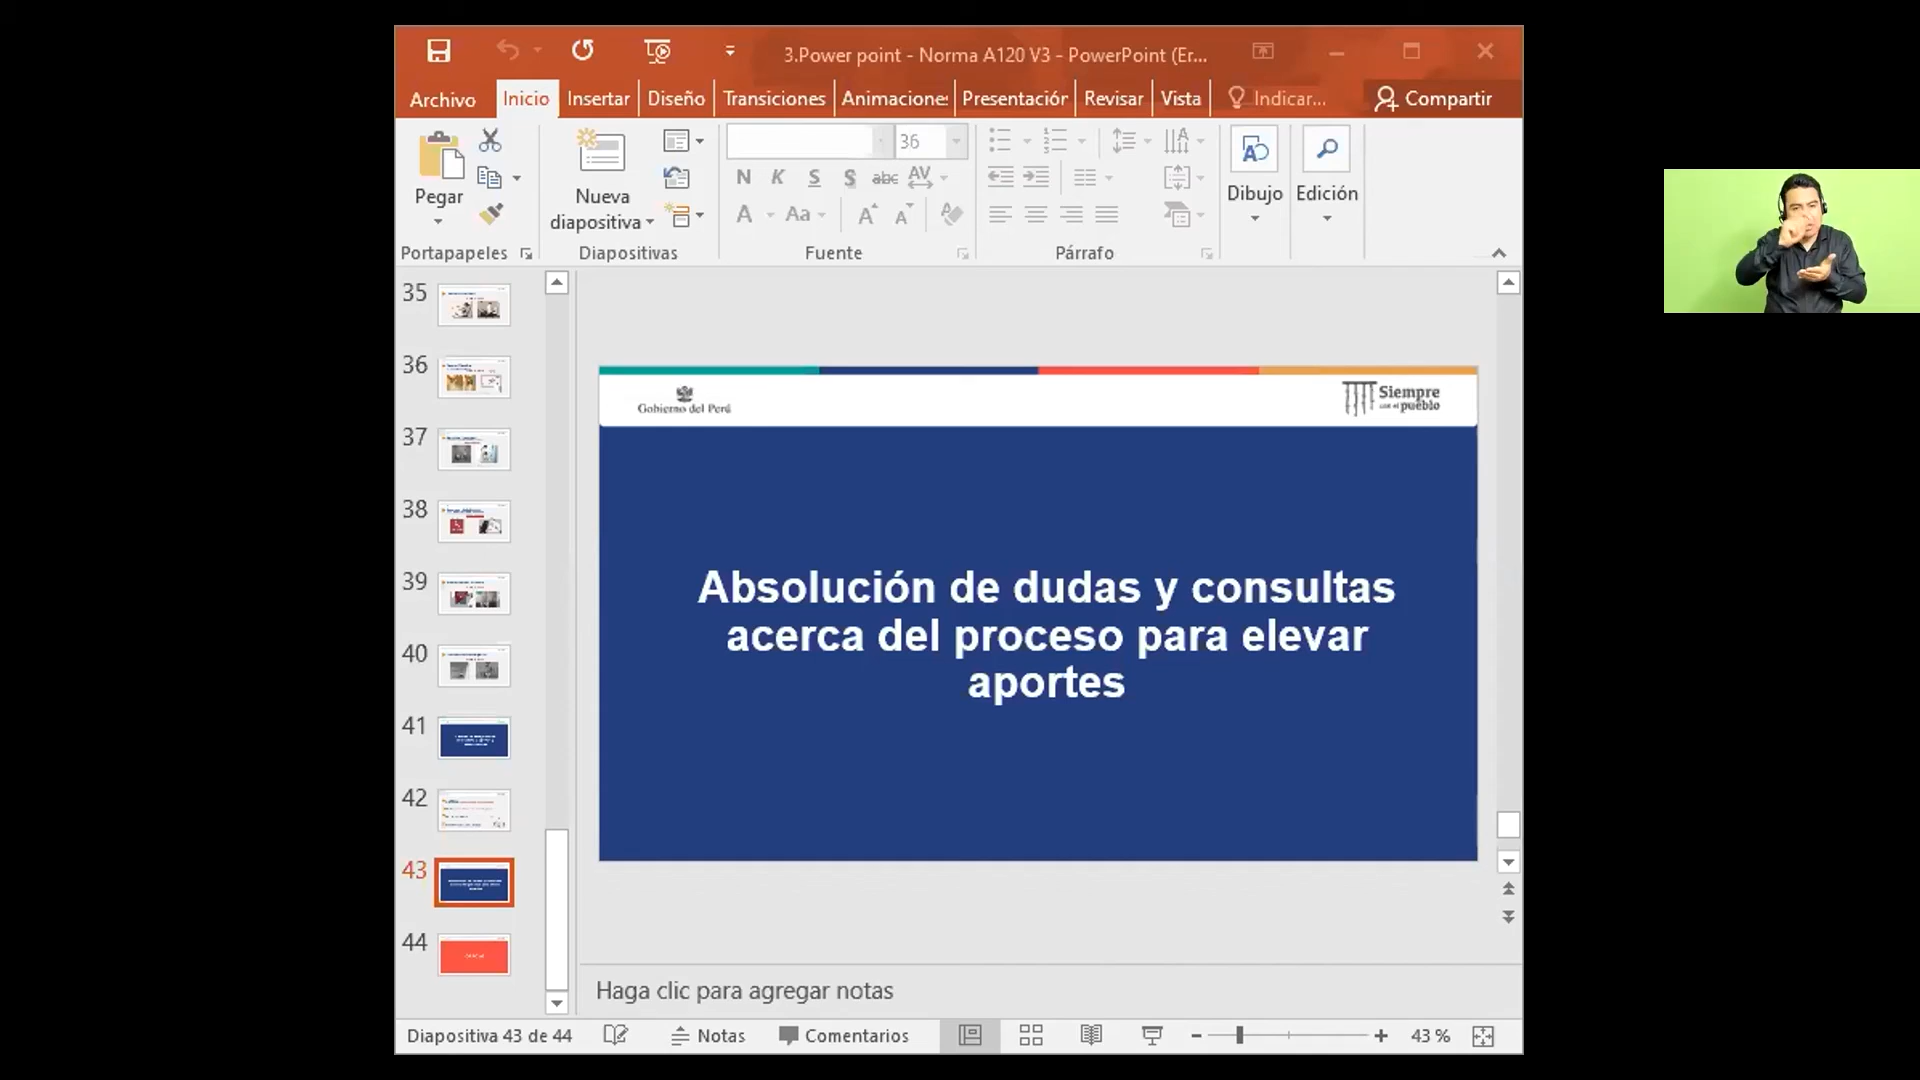 3.Power point - Norma A120 V3 - PowerPoint (Er...
Archivo
Inicio
Insertar
Diseño
Transiciones
Animaciones
Presentación
Revisar
Vista
Indicar...
Compartir
Pegar
Nueva
diapositiva
36
N K S S abc AV
A Aa A A
Dibujo
Edición
Portapapeles
Diapositivas
Fuente
Párrafo
35
36
37
38
39
40
41
42
43
44
Gobierno del Perú
Siempre
con el pueblo
Absolución de dudas y consultas
acerca del proceso para elevar
aportes
Haga clic para agregar notas
Diapositiva 43 de 44
Notas
Comentarios
43 %